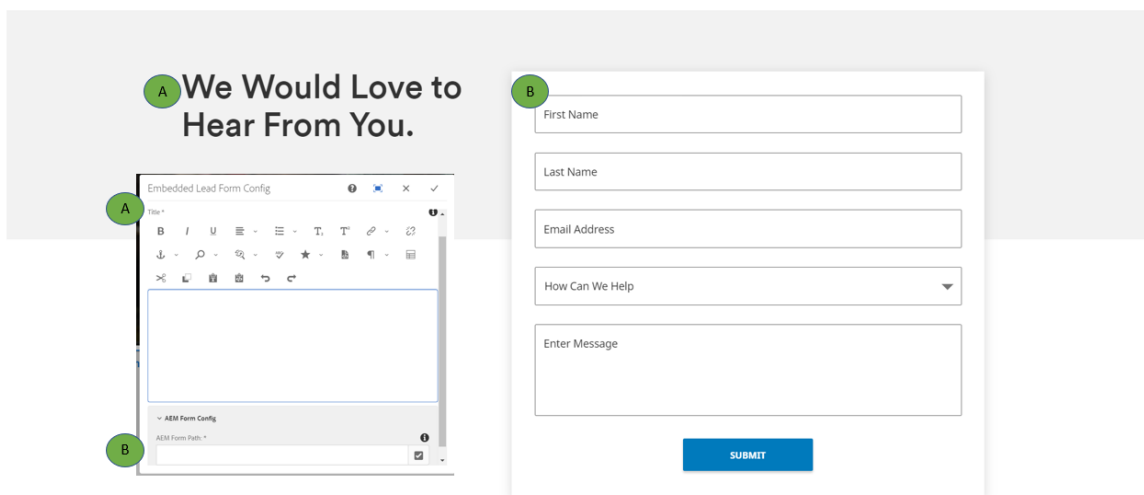 A
We Would Love to
Hear From You.
B
First Name
Last Name
Email Address
How Can We Help
Enter Message
SUBMIT
Embedded Lead Form Config
A
Title *
B I U
AEM Form Config
B
AEM Form Path: *